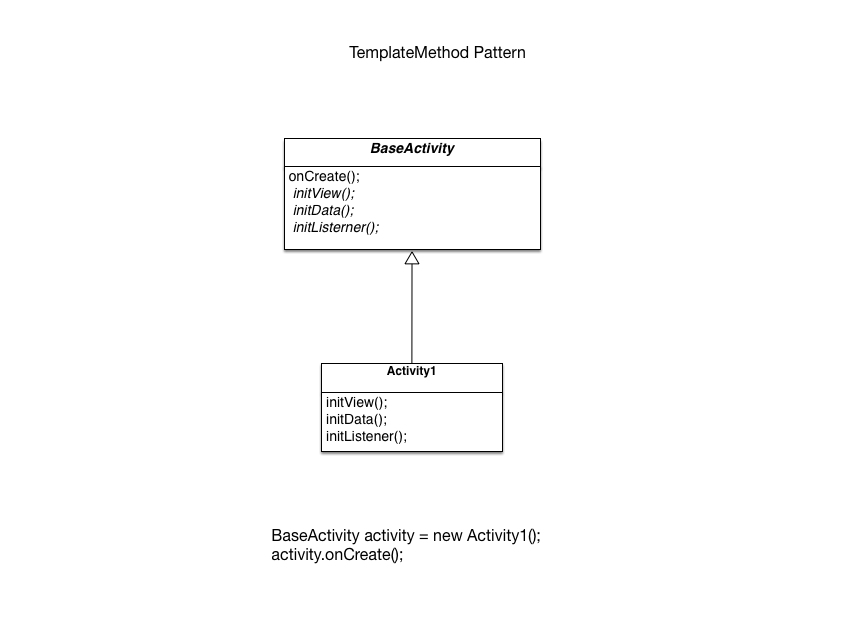 TemplateMethod Pattern
BaseActivity
onCreate();
initView();
initData();
initListerner();
Activity1
initView();
initData();
initListener();
BaseActivity activity = new Activity1();
activity.onCreate();